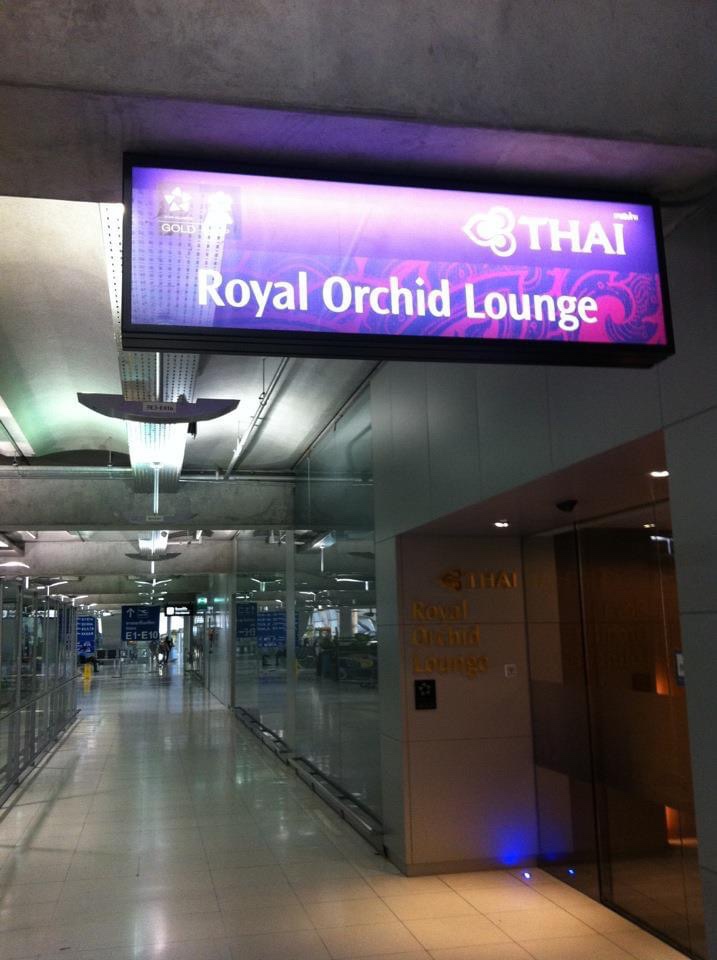 GOLD
THAI
Royal Orchid Lounge
E1-E10
THAI
Royal
Orchid
Lounge